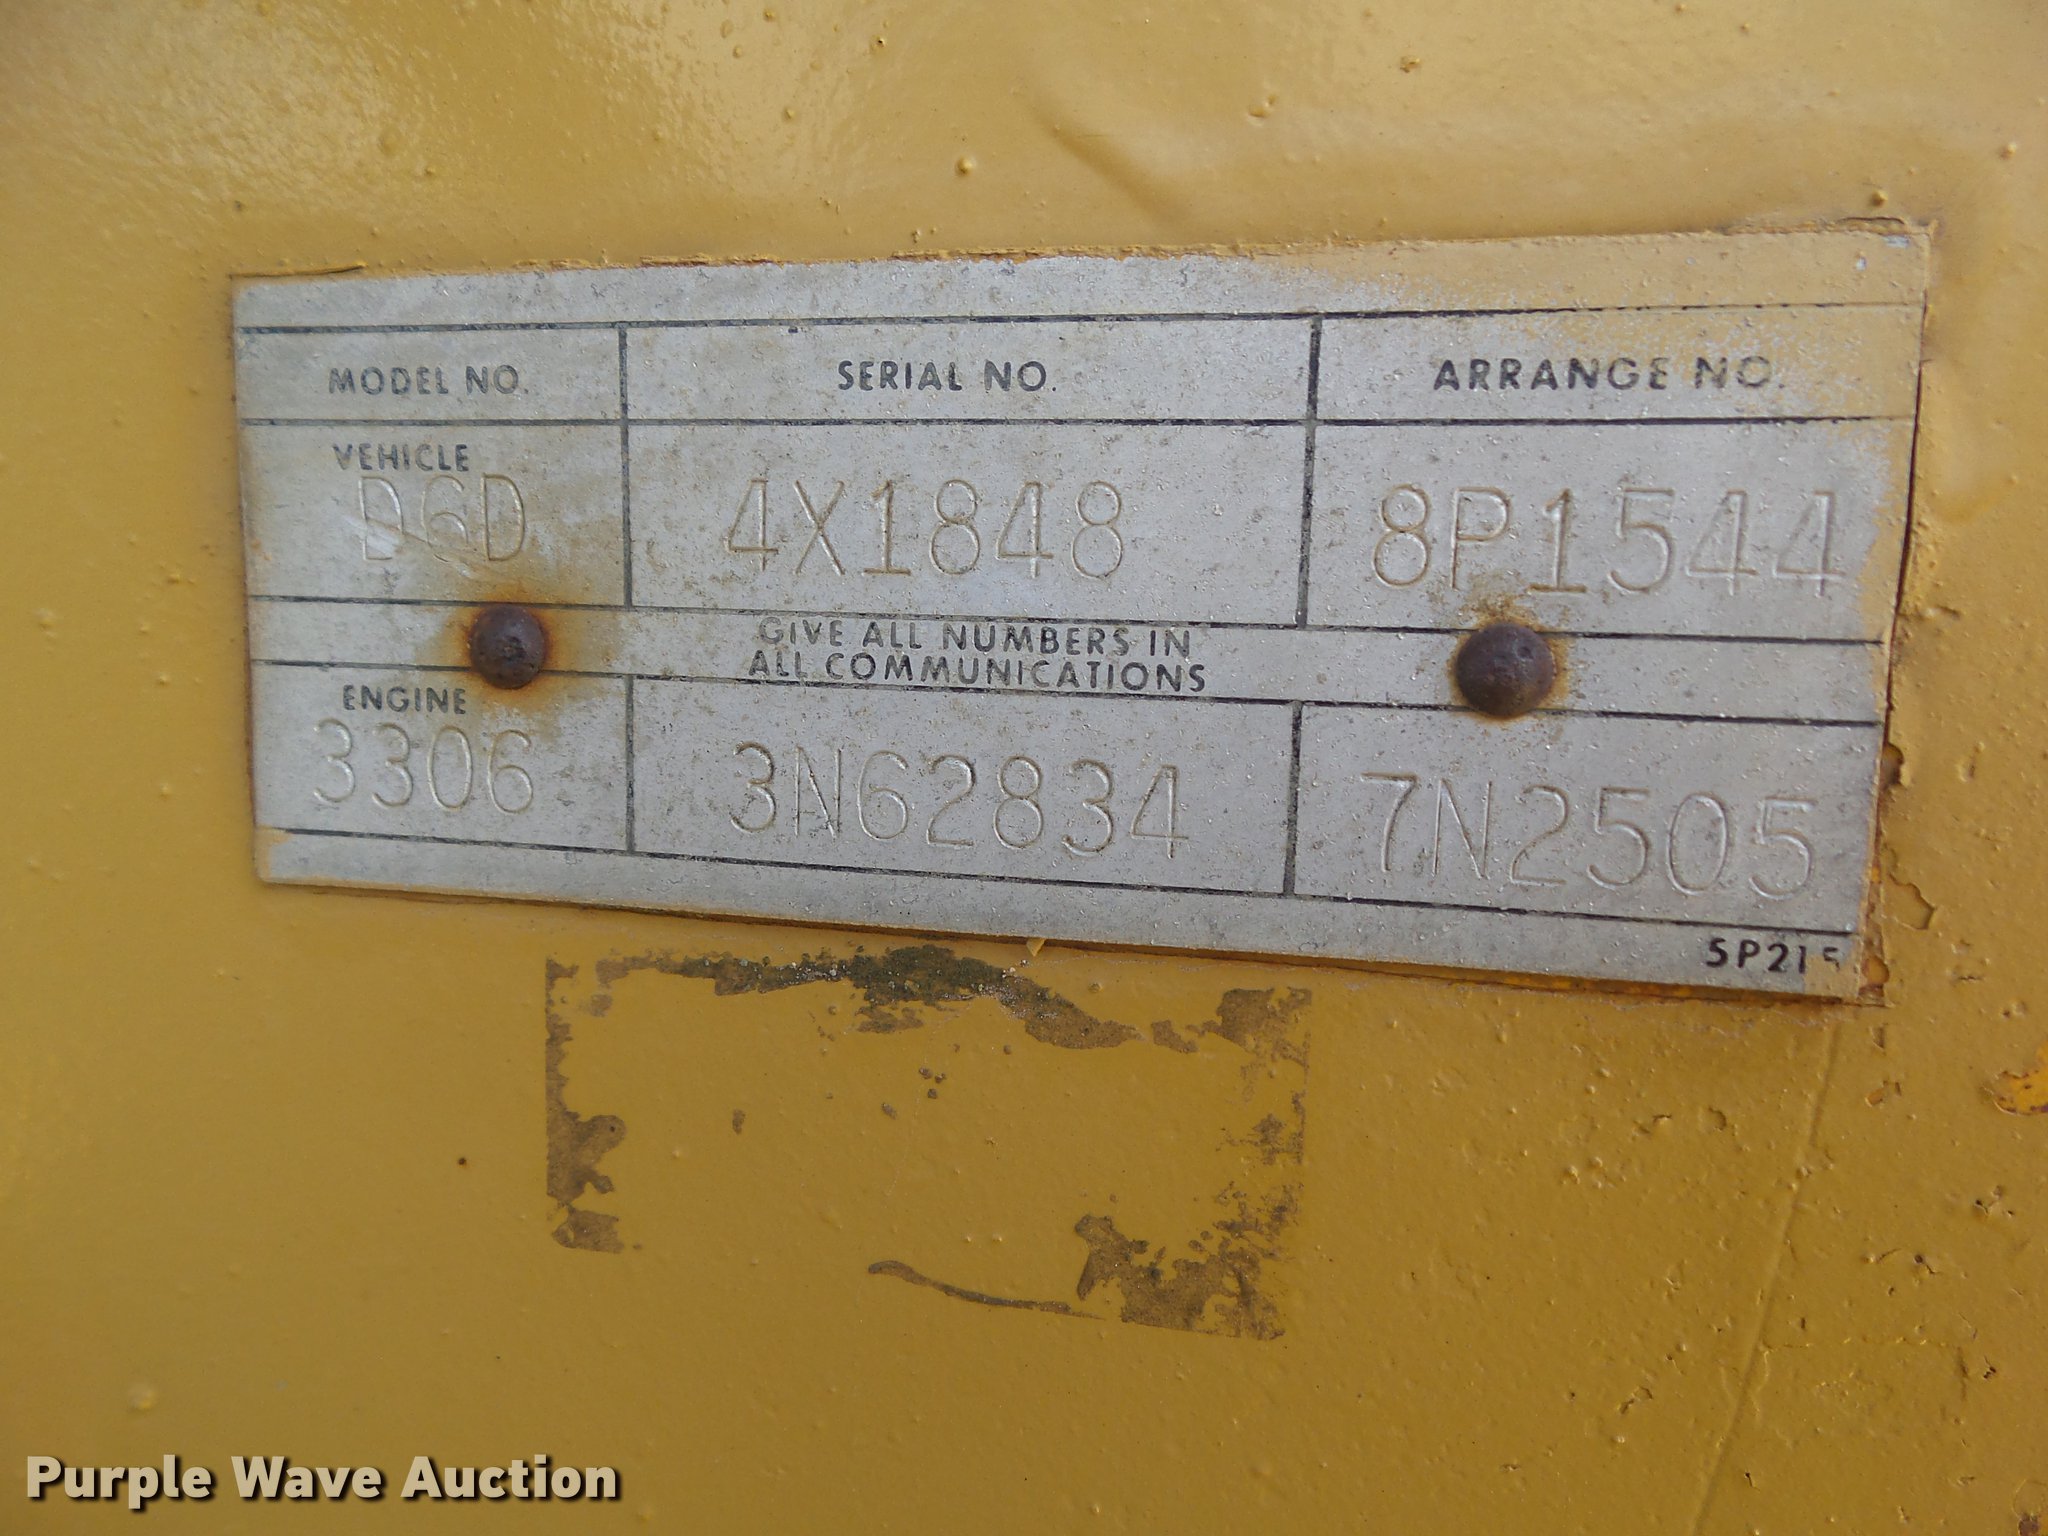 MODEL NO. SERIAL NO. ARRANGE NO.
VEHICLE
D6D 4X1848 8P1544
GIVE ALL NUMBERS IN
ALL COMMUNICATIONS
ENGINE
3306 3N62834 7N2505
5P215
Purple Wave Auction